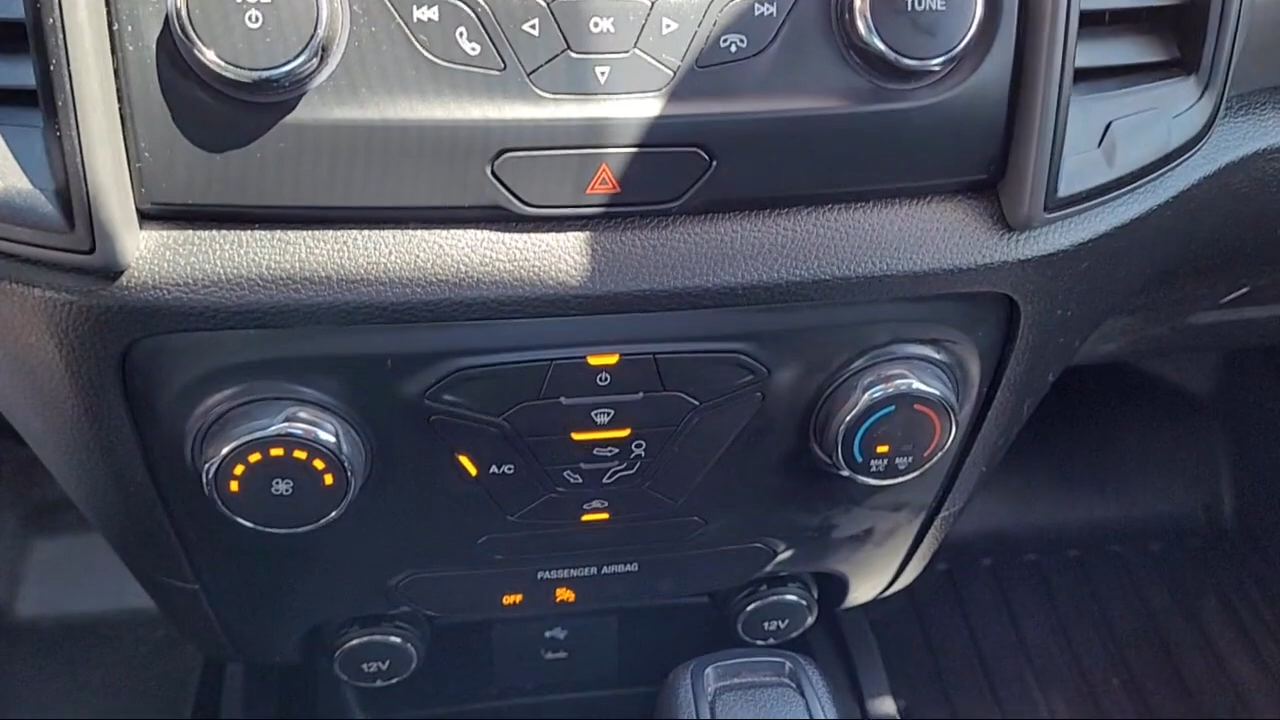 OK
TUNE
A/C
MAX
A/C
MAX
PASSENGER AIRBAG
OFF
12V
12V